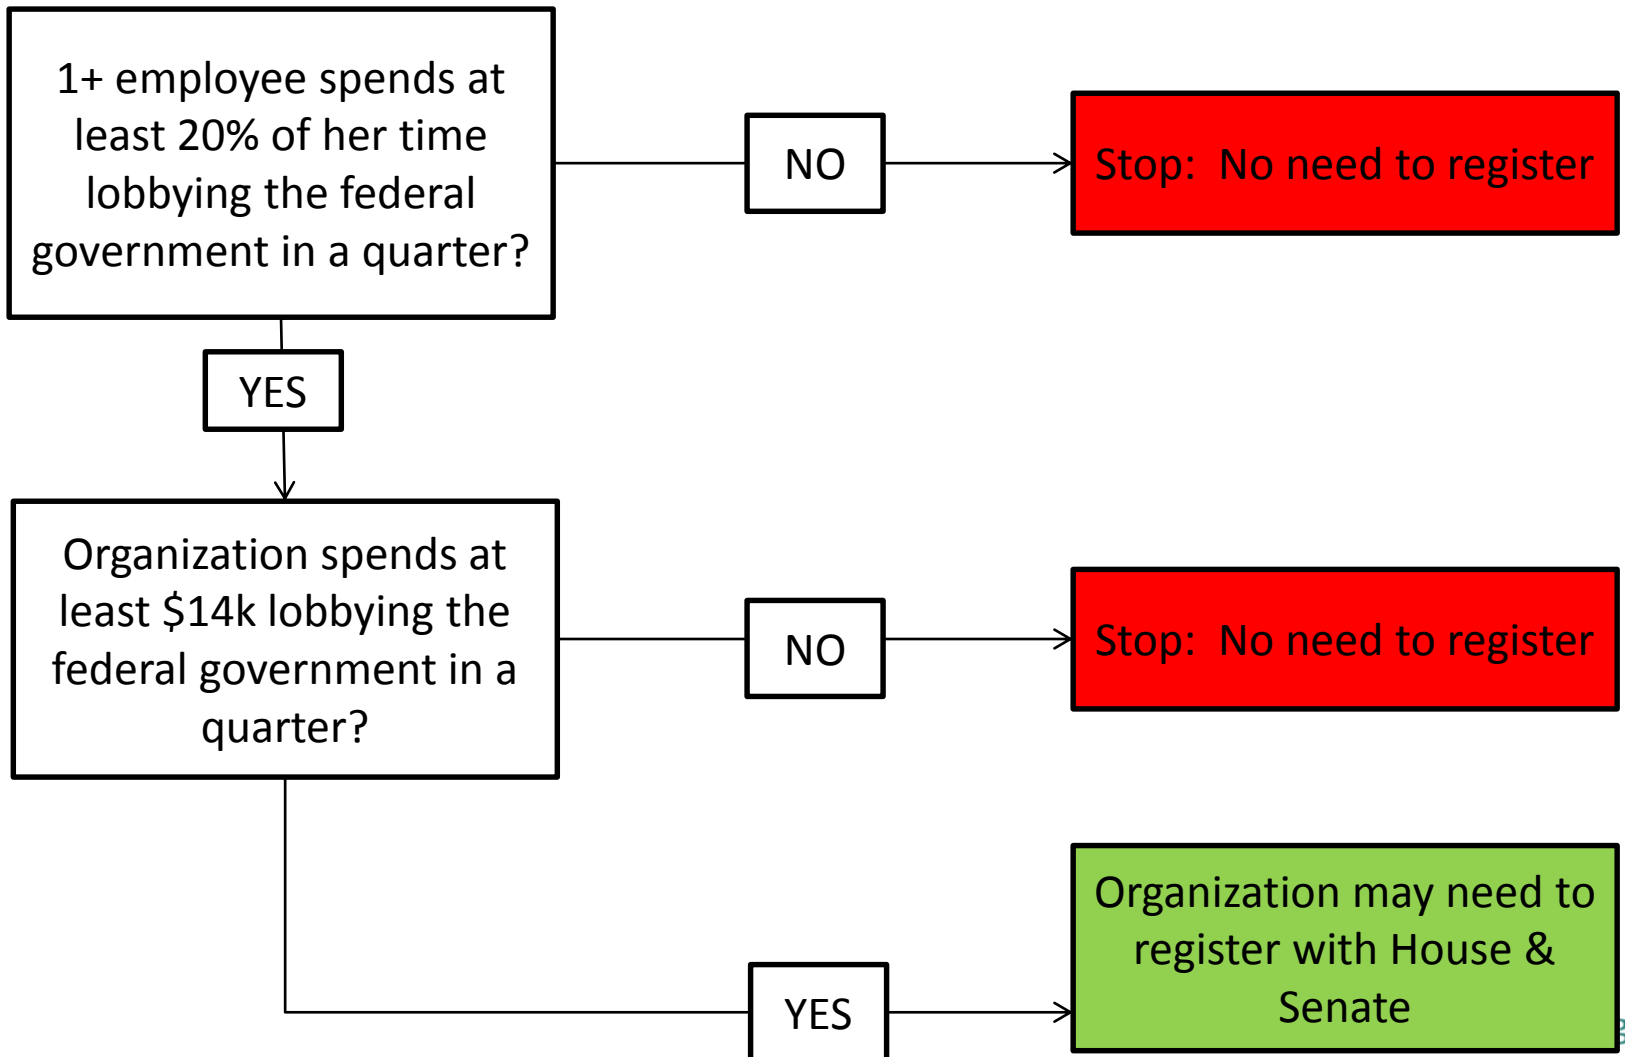 1+ employee spends at
least 20% of her time
lobbying the federal
government in a quarter?
NO
Stop:  No need to register
YES
Organization spends at
least $14k lobbying the
federal government in a
quarter?
NO
Stop:  No need to register
YES
Organization may need to
register with House &
Senate